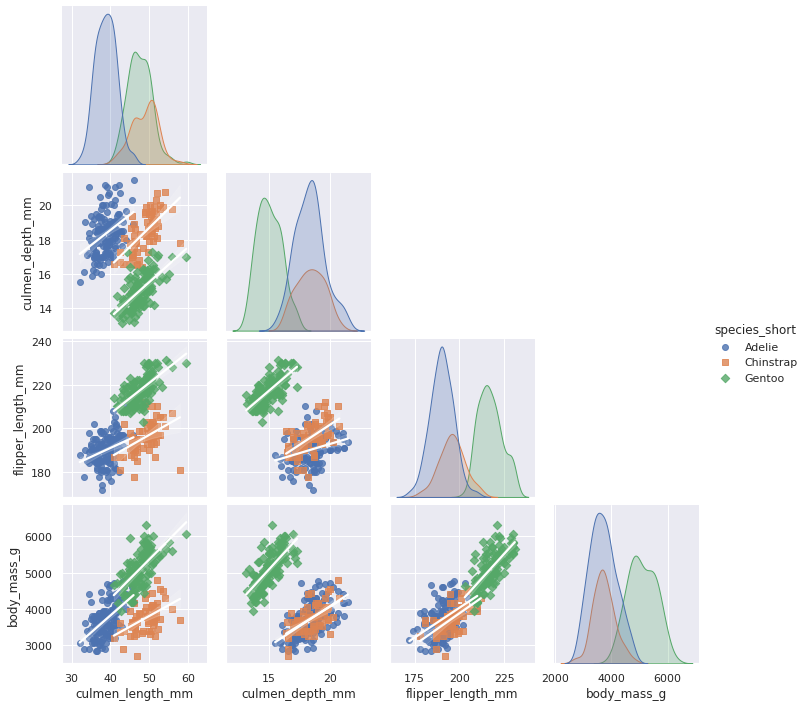 culmen_depth_mm
20
18
16
14
flipper_length_mm
240
220
200
180
species_short
Adelie
Chinstrap
Gentoo
body_mass_g
6000
5000
4000
3000
30 40 50 60
15 20
175 200 225
2000 4000 6000
culmen_length_mm
culmen_depth_mm
flipper_length_mm
body_mass_g